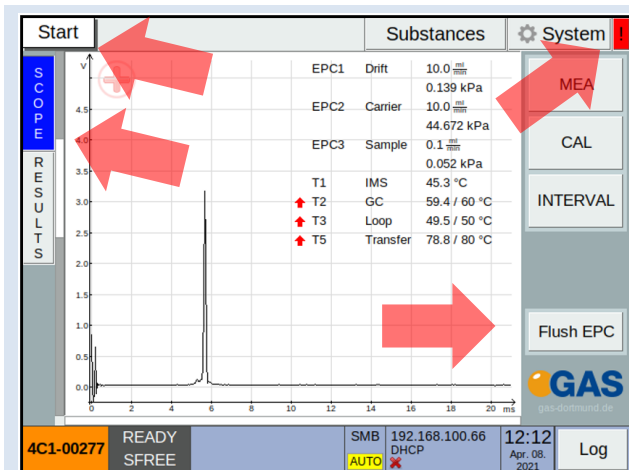 Start
Substances
System
!
SCOPE
RESULTS
V
4.5
4.0
3.5
3.0
2.5
2.0
1.5
1.0
0.5
0.0
0 2 4 6 8 10 12 14 16 18 20 ms
EPC1 Drift 10.0 ml/min
0.139 kPa
EPC2 Carrier 10.0 ml/min
44.672 kPa
EPC3 Sample 0.1 ml/min
0.052 kPa
T1 IMS 45.3 °C
T2 GC 59.4 / 60 °C
T3 Loop 49.5 / 50 °C
T5 Transfer 78.8 / 80 °C
MEA
CAL
INTERVAL
Flush EPC
GAS
gas-dortmund.de
4C1-00277
READY
SFREE
SMB
AUTO
192.168.100.66
DHCP
12:12
Apr. 08.
2021
Log